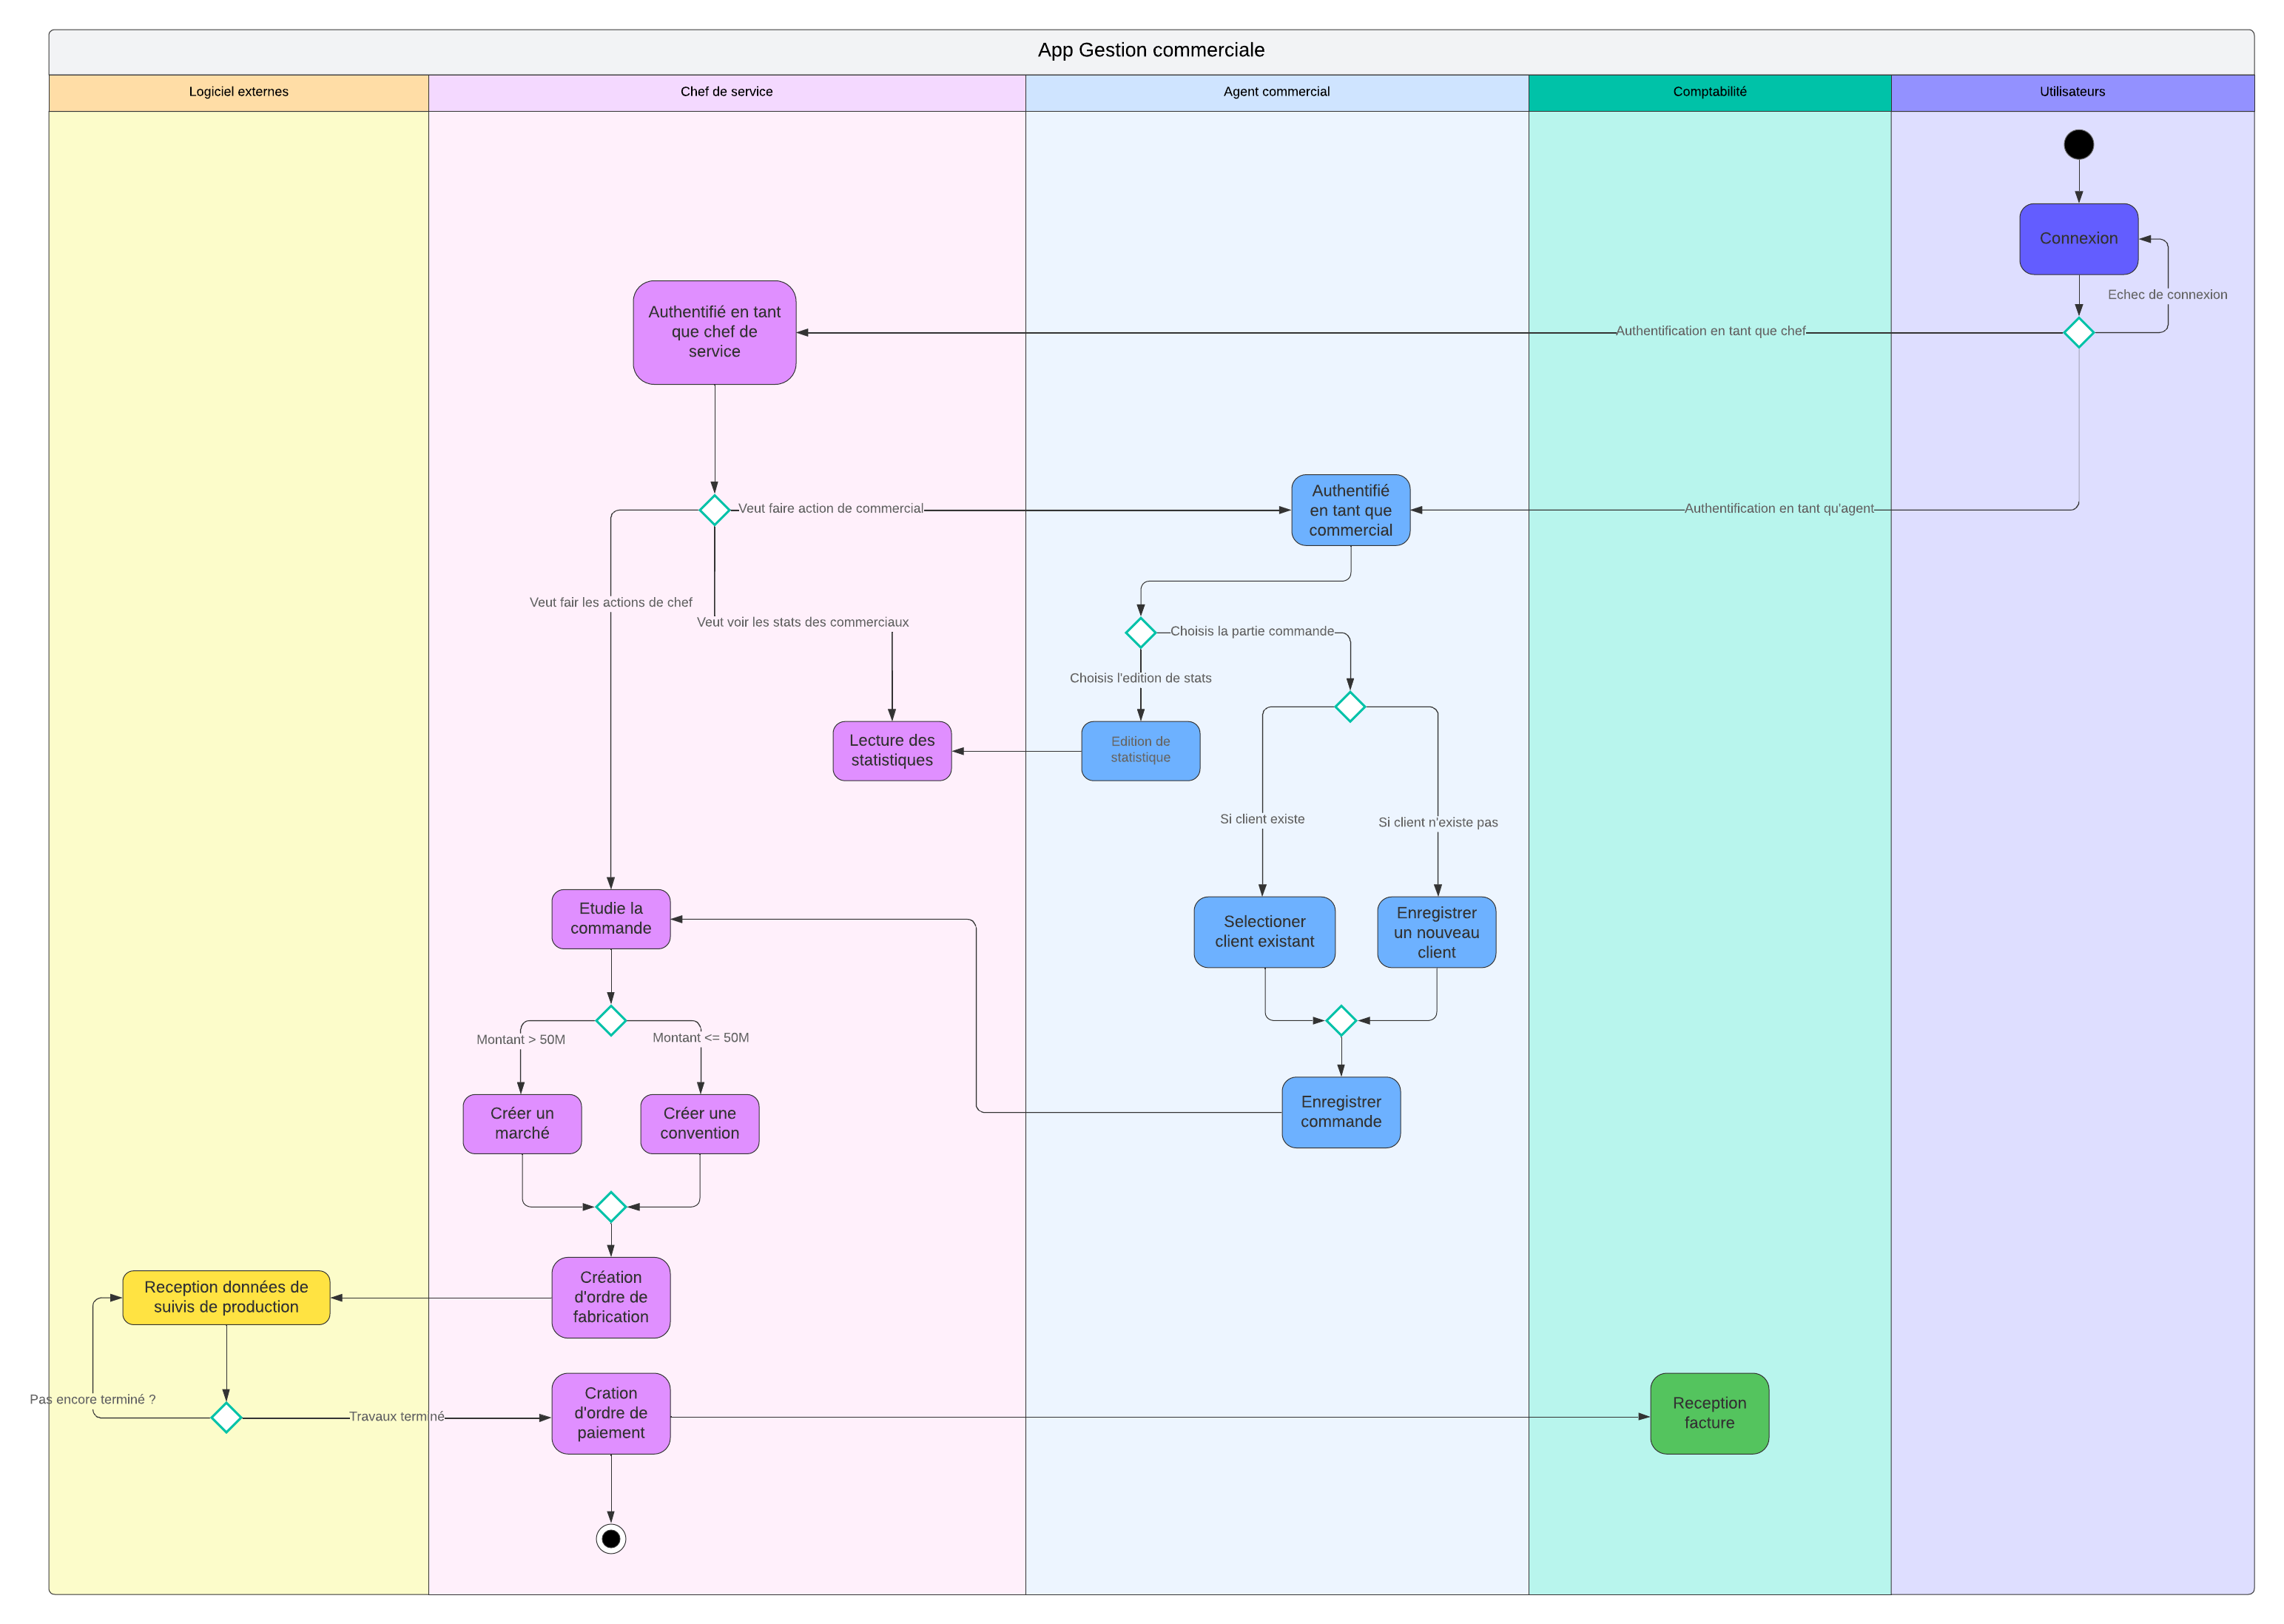 App Gestion commerciale
Logiciel externes
Chef de service
Agent commercial
Comptabilité
Utilisateurs
Connexion
Echec de connexion
Authentifié en tant
que chef de
service
Authentification en tant que chef
Veut faire action de commercial
Authentifié
en tant que
commercial
Authentification en tant qu'agent
Veut fair les actions de chef
Veut voir les stats des commerciaux
Choisis la partie commande
Choisis l'edition de stats
Lecture des
statistiques
Edition de
statistique
Si client existe
Si client n'existe pas
Etudie la
commande
Selectioner
client existant
Enregistrer
un nouveau
client
Montant > 50M
Montant <= 50M
Créer un
marché
Créer une
convention
Enregistrer
commande
Reception données de
suivis de production
Création
d'ordre de
fabrication
Pas encore terminé ?
Travaux terminé
Cration
d'ordre de
paiement
Reception
facture